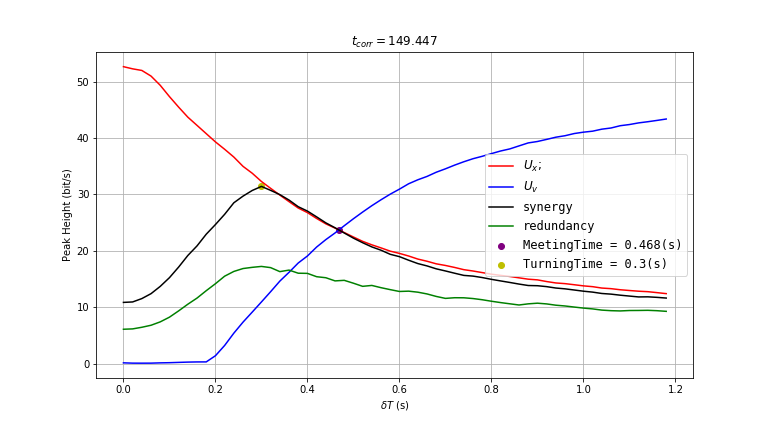 t_corr = 149.447
Peak Height (bit/s)
50
40
30
20
10
0
U_x;
U_v
synergy
redundancy
MeetingTime = 0.468(s)
TurningTime = 0.3(s)
0.0 0.2 0.4 0.6 0.8 1.0 1.2
δT (s)